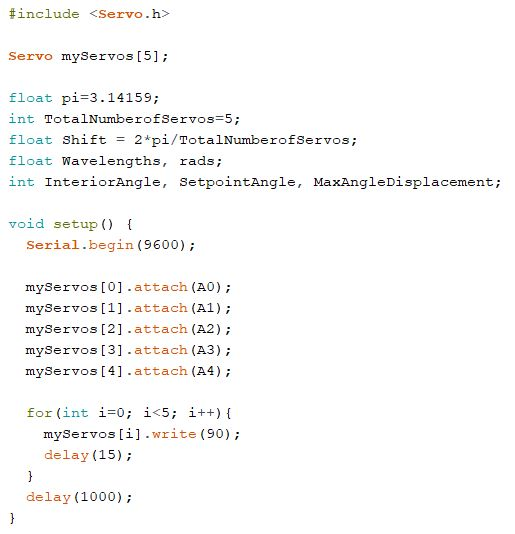 #include <Servo.h>

Servo myServos[5];

float pi=3.14159;
int TotalNumberofServos=5;
float Shift = 2*pi/TotalNumberofServos;
float Wavelengths, rads;
int InteriorAngle, SetpointAngle, MaxAngleDisplacement;

void setup() {
  Serial.begin(9600);

  myServos[0].attach(A0);
  myServos[1].attach(A1);
  myServos[2].attach(A2);
  myServos[3].attach(A3);
  myServos[4].attach(A4);

  for(int i=0; i<5; i++){
    myServos[i].write(90);
    delay(15);
  }
  delay(1000);
}